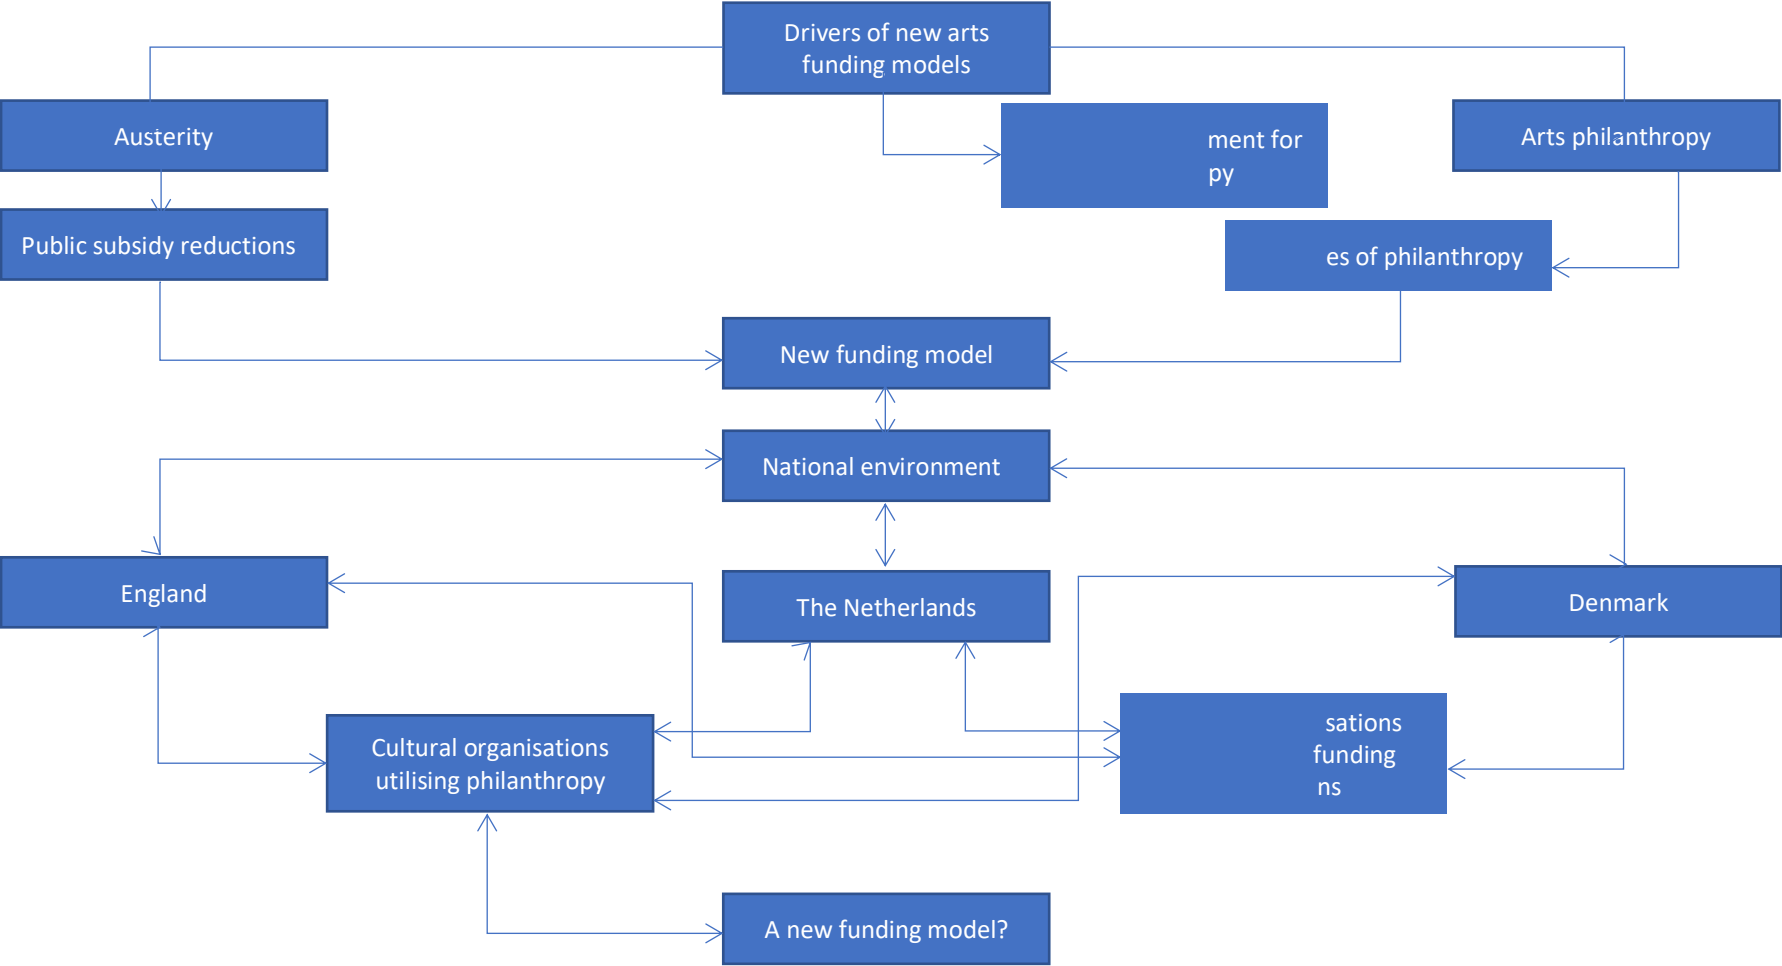 Drivers of new arts
funding models
Austerity
ment for
py
Arts philanthropy
Public subsidy reductions
es of philanthropy
New funding model
National environment
England
The Netherlands
Denmark
Cultural organisations
utilising philanthropy
sations
funding
ns
A new funding model?